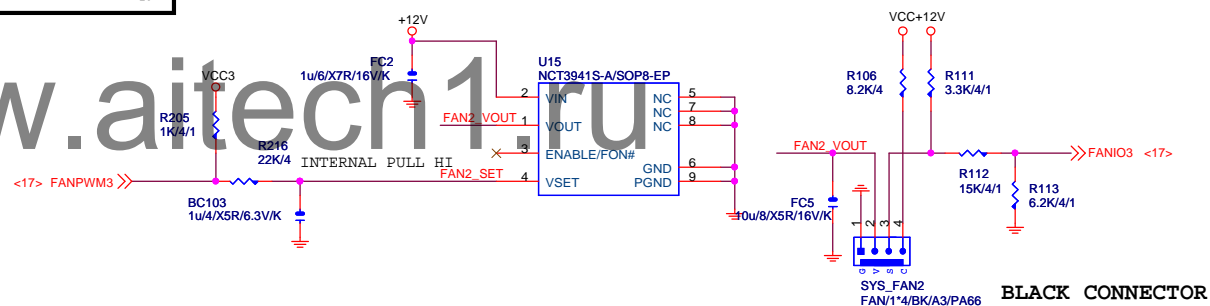 +12V
VCC+12V
FC2
1u/6/X7R/16V/K
U15
NCT3941S-A/SOP8-EP
VCC3
R106
8.2K/4
R111
3.3K/4/1
w.aitech1.ru
2 VIN NC 5
NC 7
FAN2_VOUT 1 VOUT NC 8
R205
1K/4/1
R216
22K/4
INTERNAL PULL HI
3 ENABLE/FON#
GND 6
FAN2_SET 4 VSET PGND 9
<17> FANPWM3
BC103
1u/4/X5R/6.3V/K
FAN2_VOUT
FANIO3 <17>
R112
15K/4/1
R113
6.2K/4/1
FC5
10u/8/X5R/16V/K
1 2 3 4
G V S C
SYS_FAN2
FAN/1*4/BK/A3/PA66
BLACK CONNECTOR